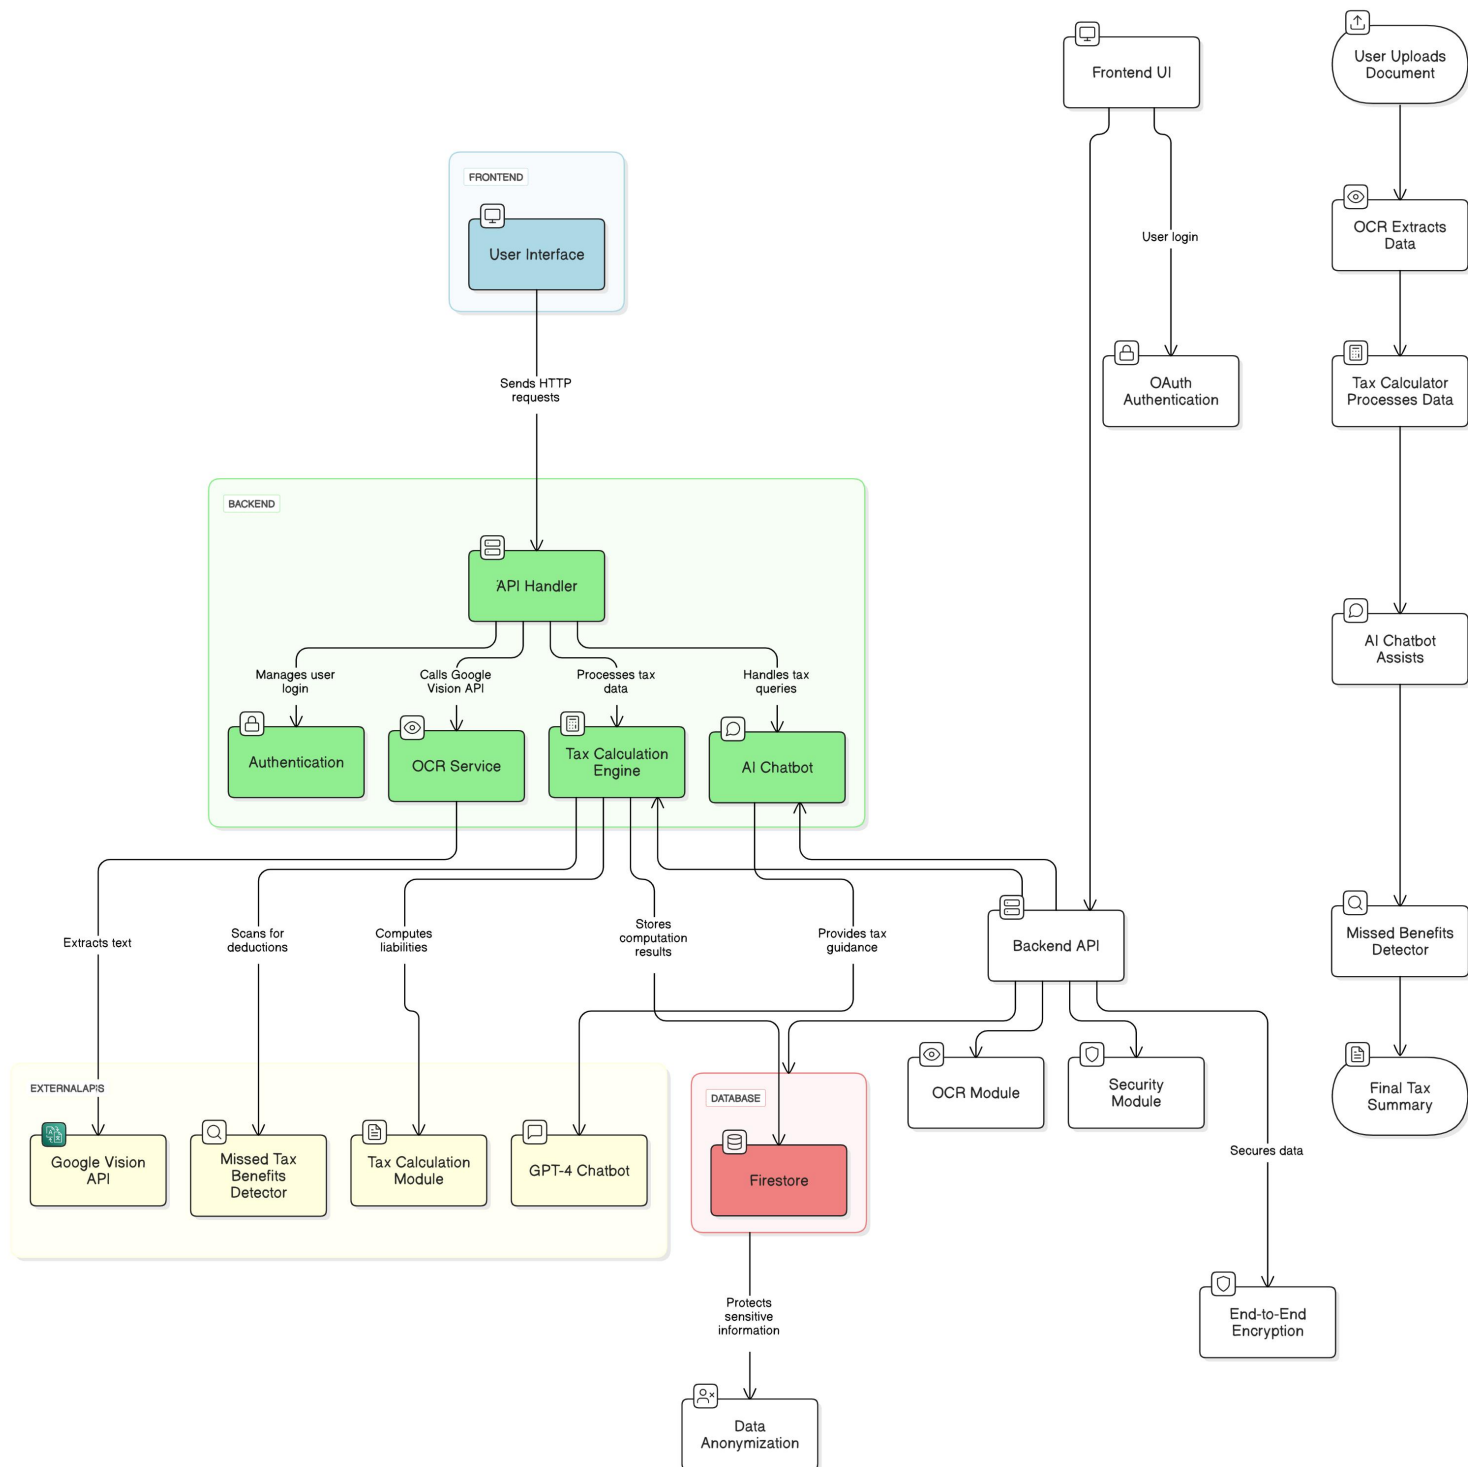 Frontend UI
User Uploads
Document
FRONTEND
User Interface
User login
OCR Extracts
Data
OAuth
Authentication
Tax Calculator
Processes Data
Sends HTTP
requests
BACKEND
API Handler
Manages user
login
Calls Google
Vision API
Processes tax
data
Handles tax
queries
Authentication
OCR Service
Tax Calculation
Engine
AI Chatbot
AI Chatbot
Assists
Extracts text
Scans for
deductions
Computes
liabilities
Stores
computation
results
Provides tax
guidance
Backend API
Missed Benefits
Detector
EXTERNALAPIS
Google Vision
API
Missed Tax
Benefits
Detector
Tax Calculation
Module
GPT-4 Chatbot
DATABASE
Firestore
OCR Module
Security
Module
Final Tax
Summary
Secures data
Protects
sensitive
information
End-to-End
Encryption
Data
Anonymization